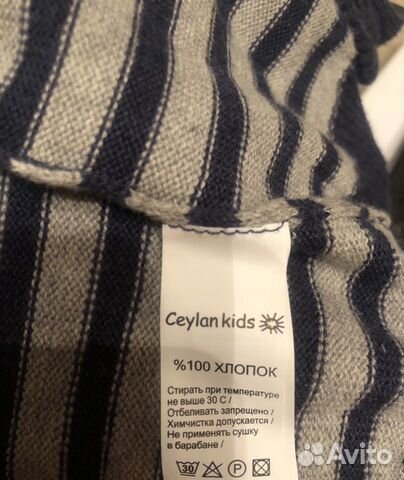 Ceylan kids
%100 ХЛОПОК
Стирать при температуре
не выше 30 С /
Отбеливать запрещено /
Химчистка допускается /
Не применять сушку
в барабане /
30 P
Avito